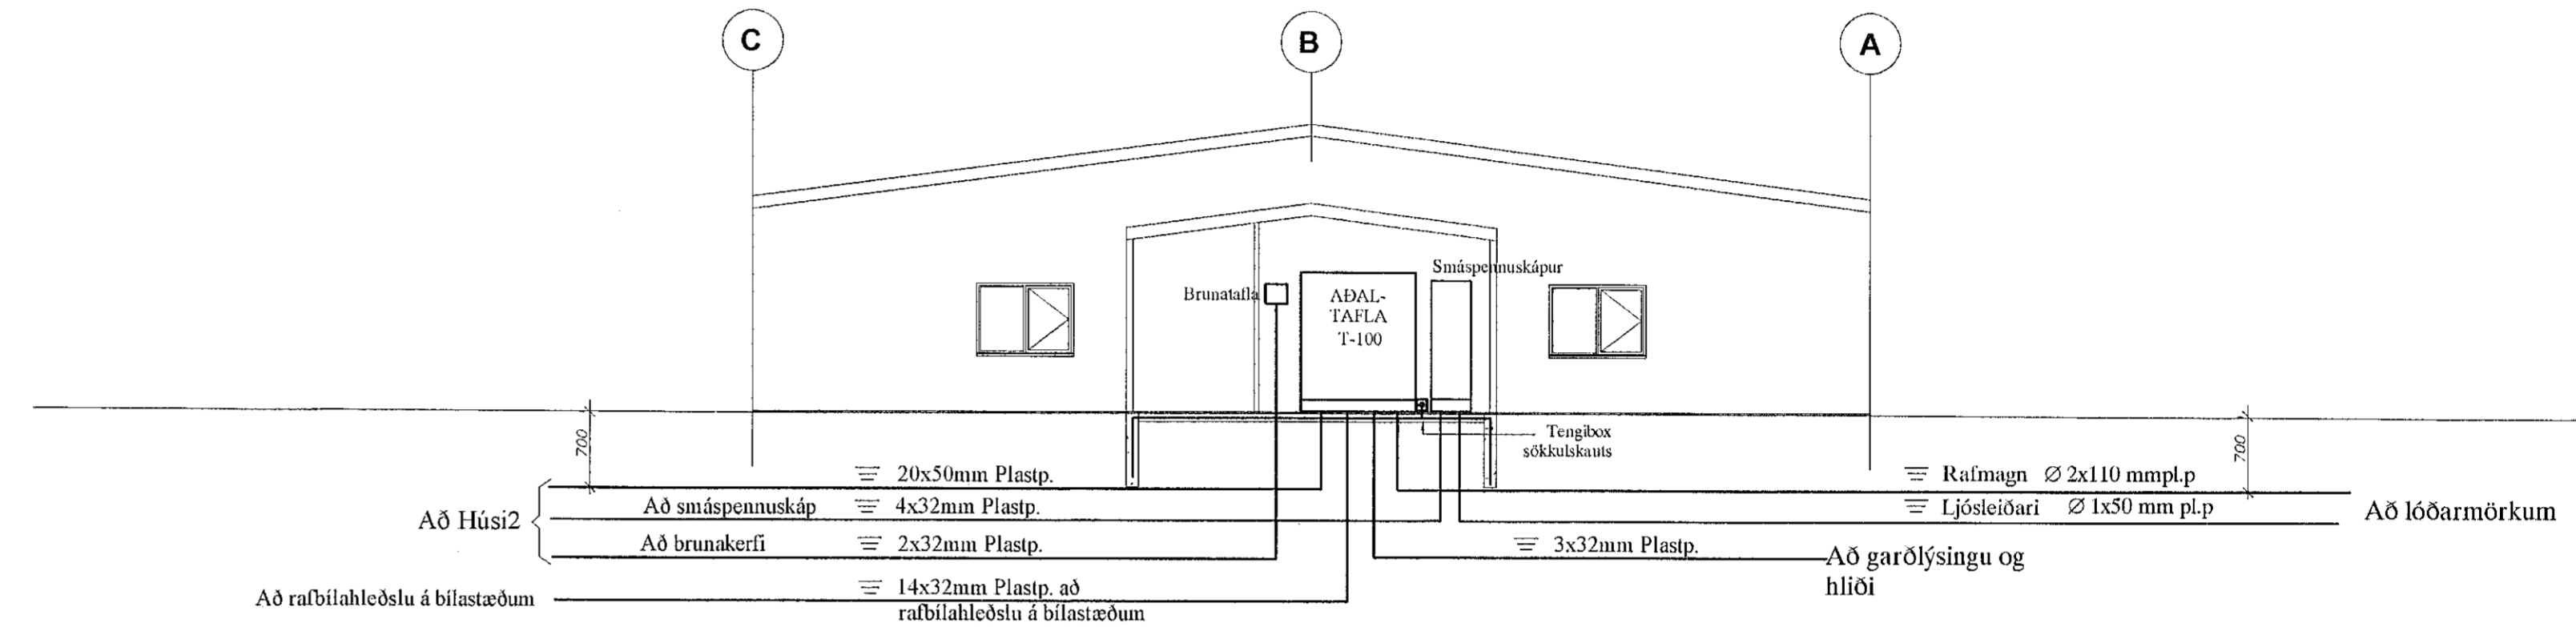 C
B
A
Smáspennuskápur
Brunatafla
AÐAL-
TAFLA
T-100
700
Tengibox
sökkulskauts
700
20x50mm Plastp.
Að smáspennuskáp 4x32mm Plastp.
Að Húsi2
Að brunakerfi 2x32mm Plastp.
Að rafbílahleðslu á bílastæðum
14x32mm Plastp. að
rafbílahleðslu á bílastæðum
Rafmagn Ø 2x110 mmpl.p
Ljósleiðari Ø 1x50 mm pl.p
Að lóðarmörkum
3x32mm Plastp.
Að garðlýsingu og
hliði